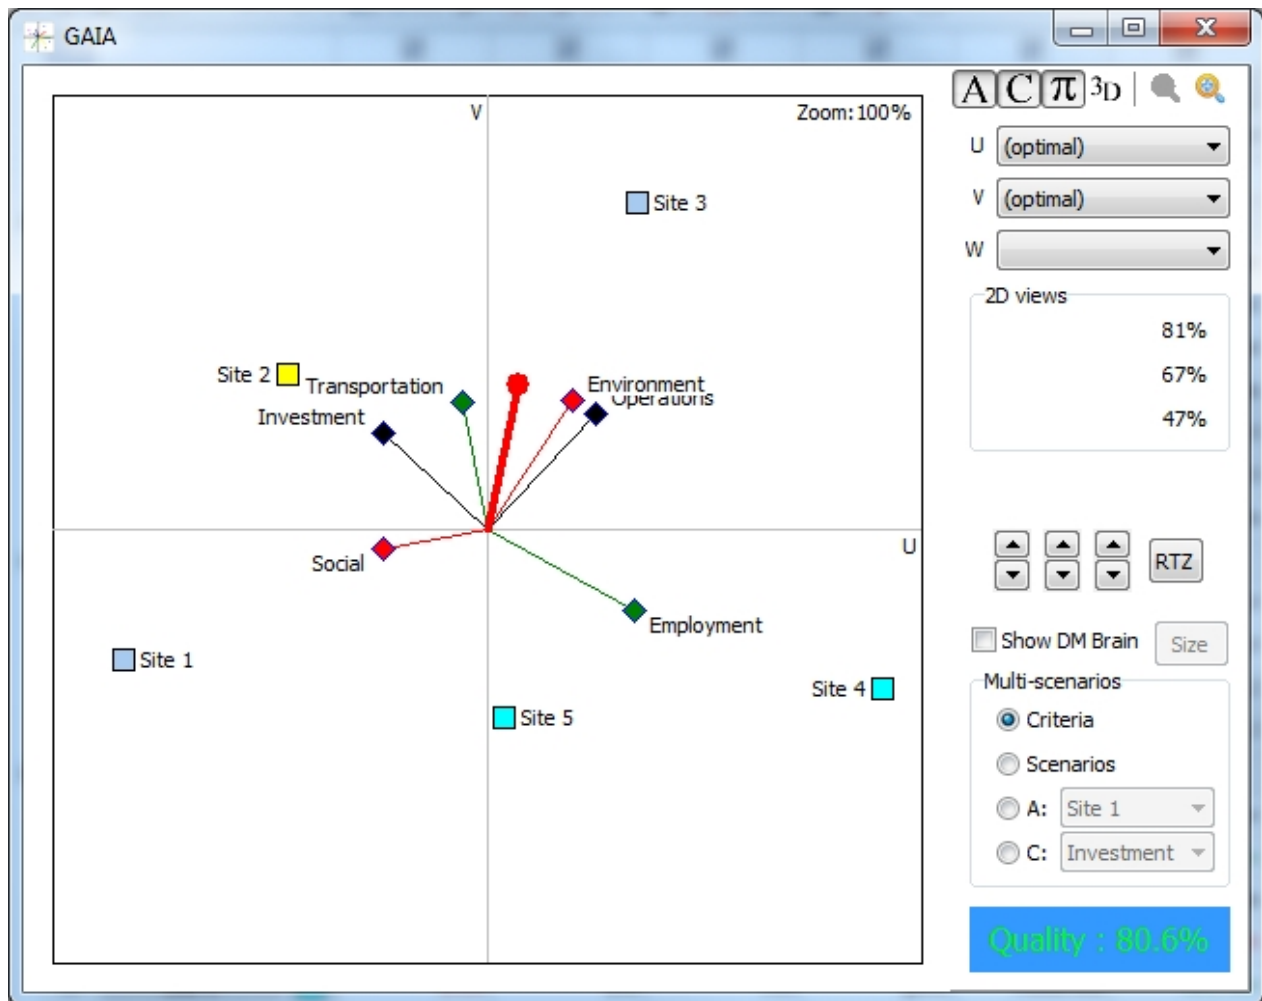 GAIA
V
Zoom:100%
Site 3
Site 2
Transportation
Investment
Environment
Operations
U
Social
Employment
Site 1
Site 4
Site 5
A C π 3D
U (optimal)
V (optimal)
W
2D views
81%
67%
47%
RTZ
Show DM Brain Size
Multi-scenarios
Criteria
Scenarios
A: Site 1
C: Investment
Quality : 80.6%